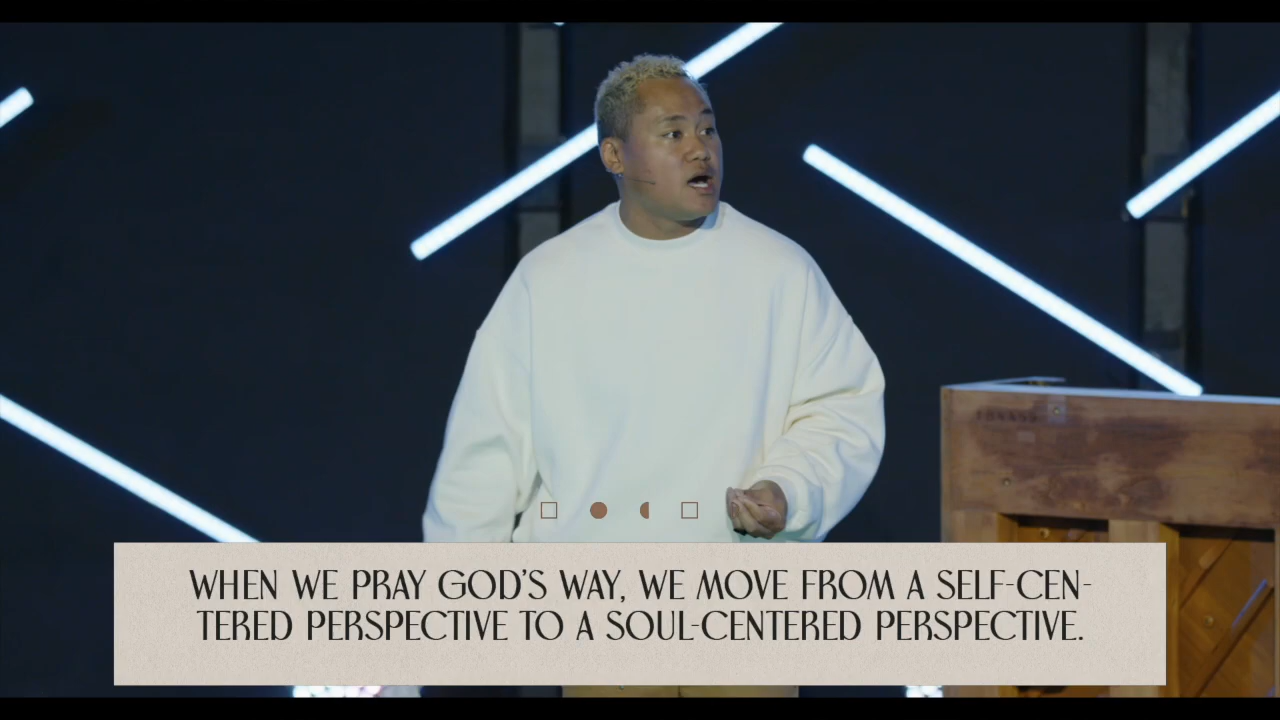 WHEN WE PRAY GOD'S WAY, WE MOVE FROM A SELF-CEN-
TERED PERSPECTIVE TO A SOUL-CENTERED PERSPECTIVE.